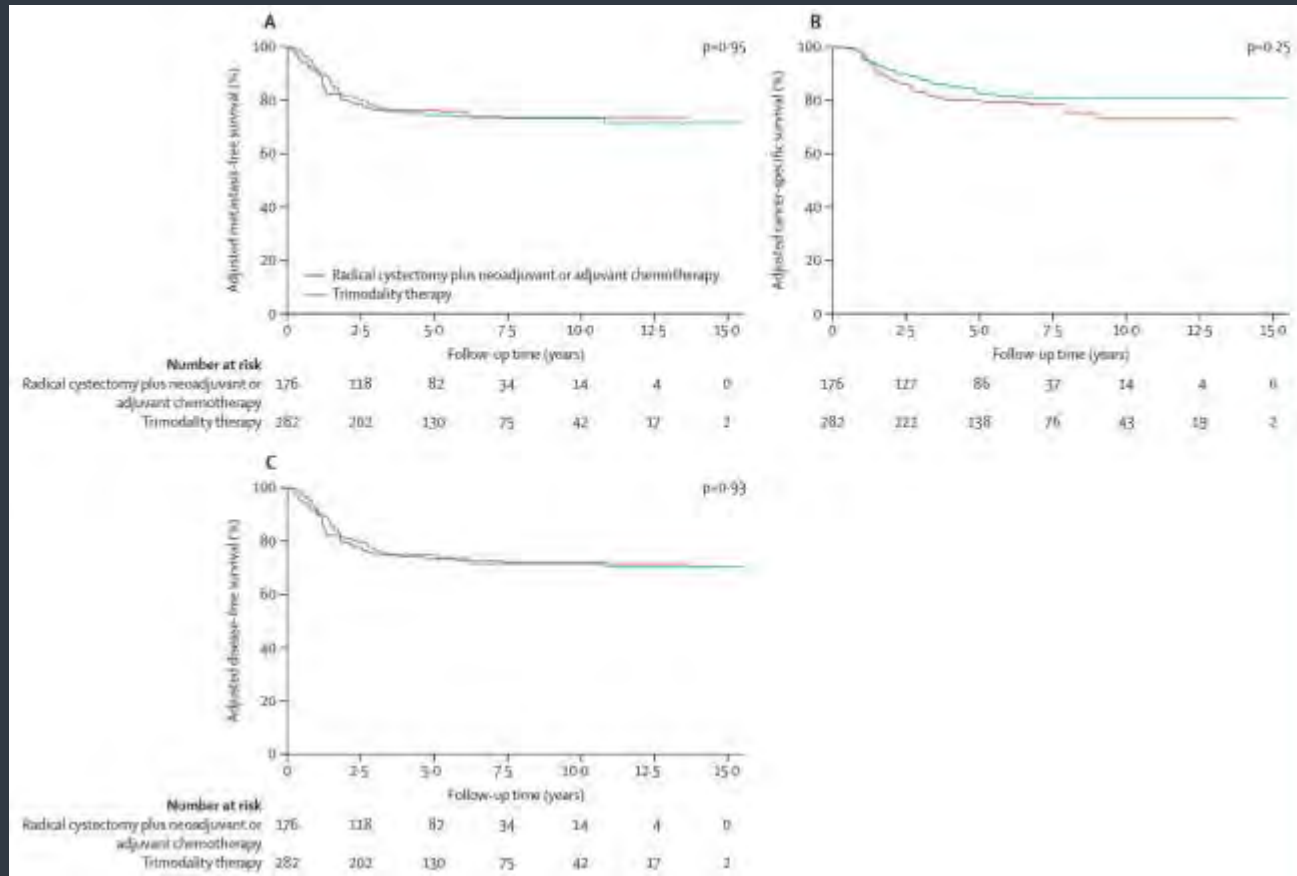 A
p=0·95
Adjusted metastasis-free survival (%)
100
80
60
40
20
0
Radical cystectomy plus neoadjuvant or adjuvant chemotherapy
Trimodality therapy
0 2·5 5·0 7·5 10·0 12·5 15·0
Follow-up time (years)
Number at risk
Radical cystectomy plus neoadjuvant or
adjuvant chemotherapy
176 118 82 34 14 4 0
Trimodality therapy 282 202 130 75 42 17 2
B
p=0·25
Adjusted cancer-specific survival (%)
100
80
60
40
20
0
0 2·5 5·0 7·5 10·0 12·5 15·0
Follow-up time (years)
176 127 86 37 14 4
282 222 138 76 43 19 2
C
p=0·93
Adjusted disease-free survival (%)
100
80
60
40
20
0
0 2·5 5·0 7·5 10·0 12·5 15·0
Follow-up time (years)
Number at risk
Radical cystectomy plus neoadjuvant or
adjuvant chemotherapy
176 118 82 34 14 4 0
Trimodality therapy 282 202 130 75 42 17 2